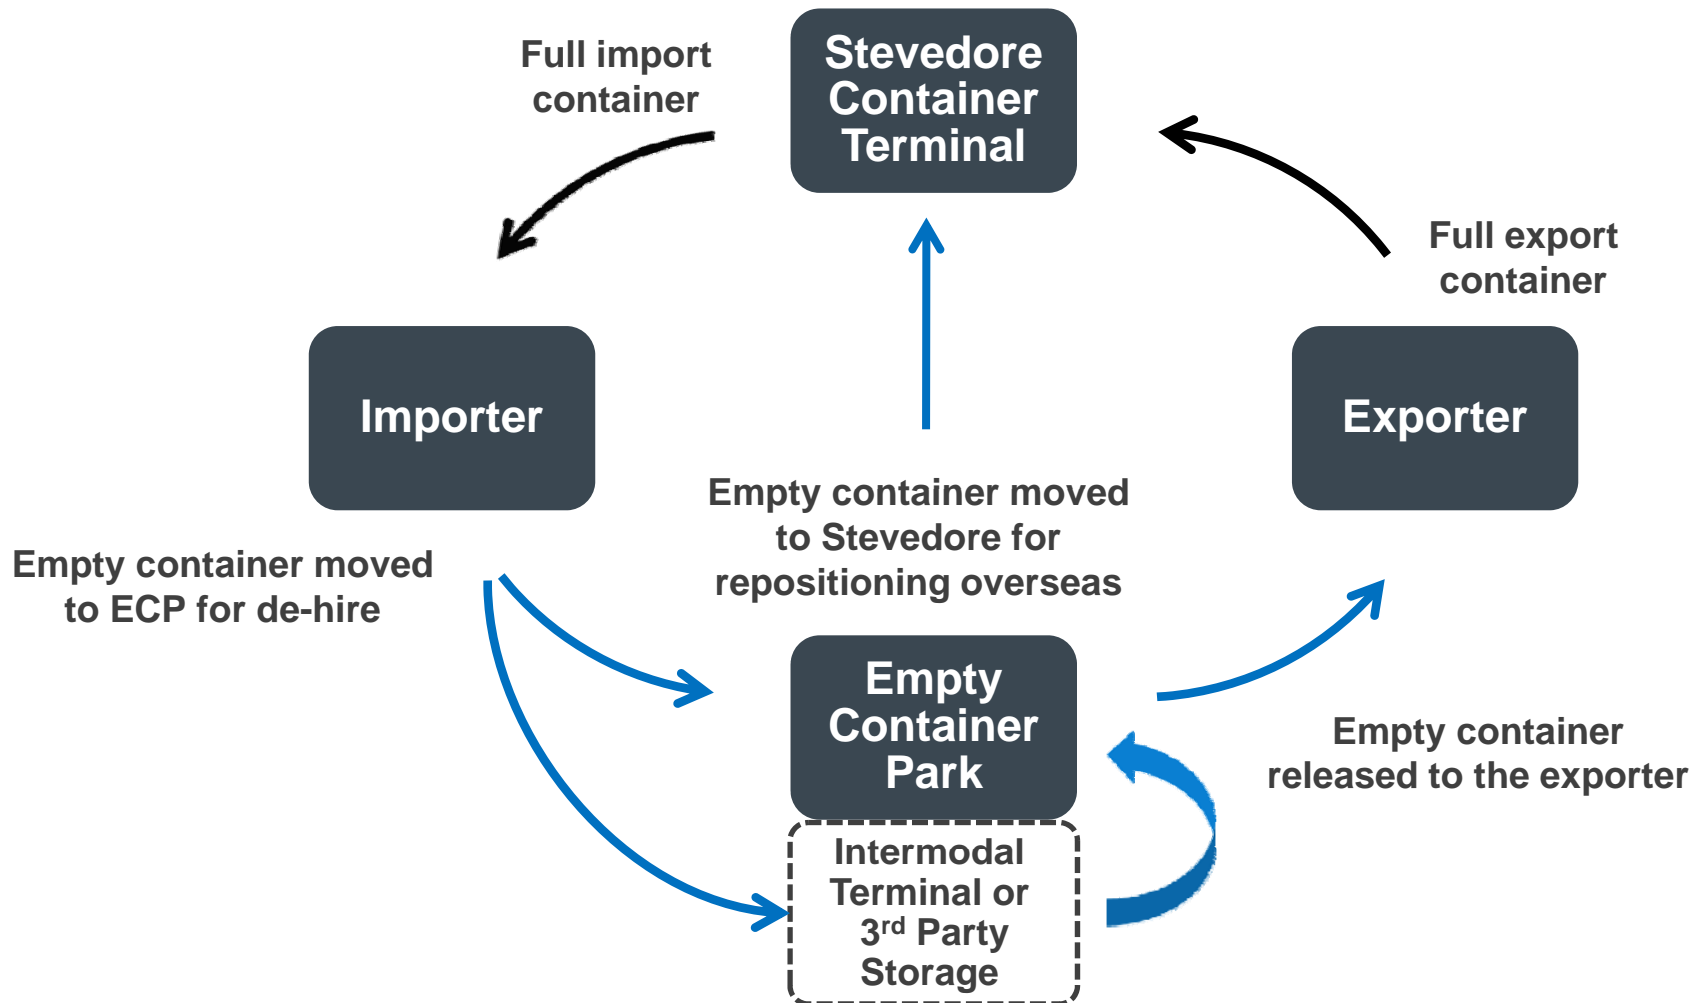 Full import
container
Stevedore
Container
Terminal
Full export
container
Importer
Exporter
Empty container moved
to Stevedore for
repositioning overseas
Empty container moved
to ECP for de-hire
Empty
Container
Park
Empty container
released to the exporter
Intermodal
Terminal or
3rd Party
Storage